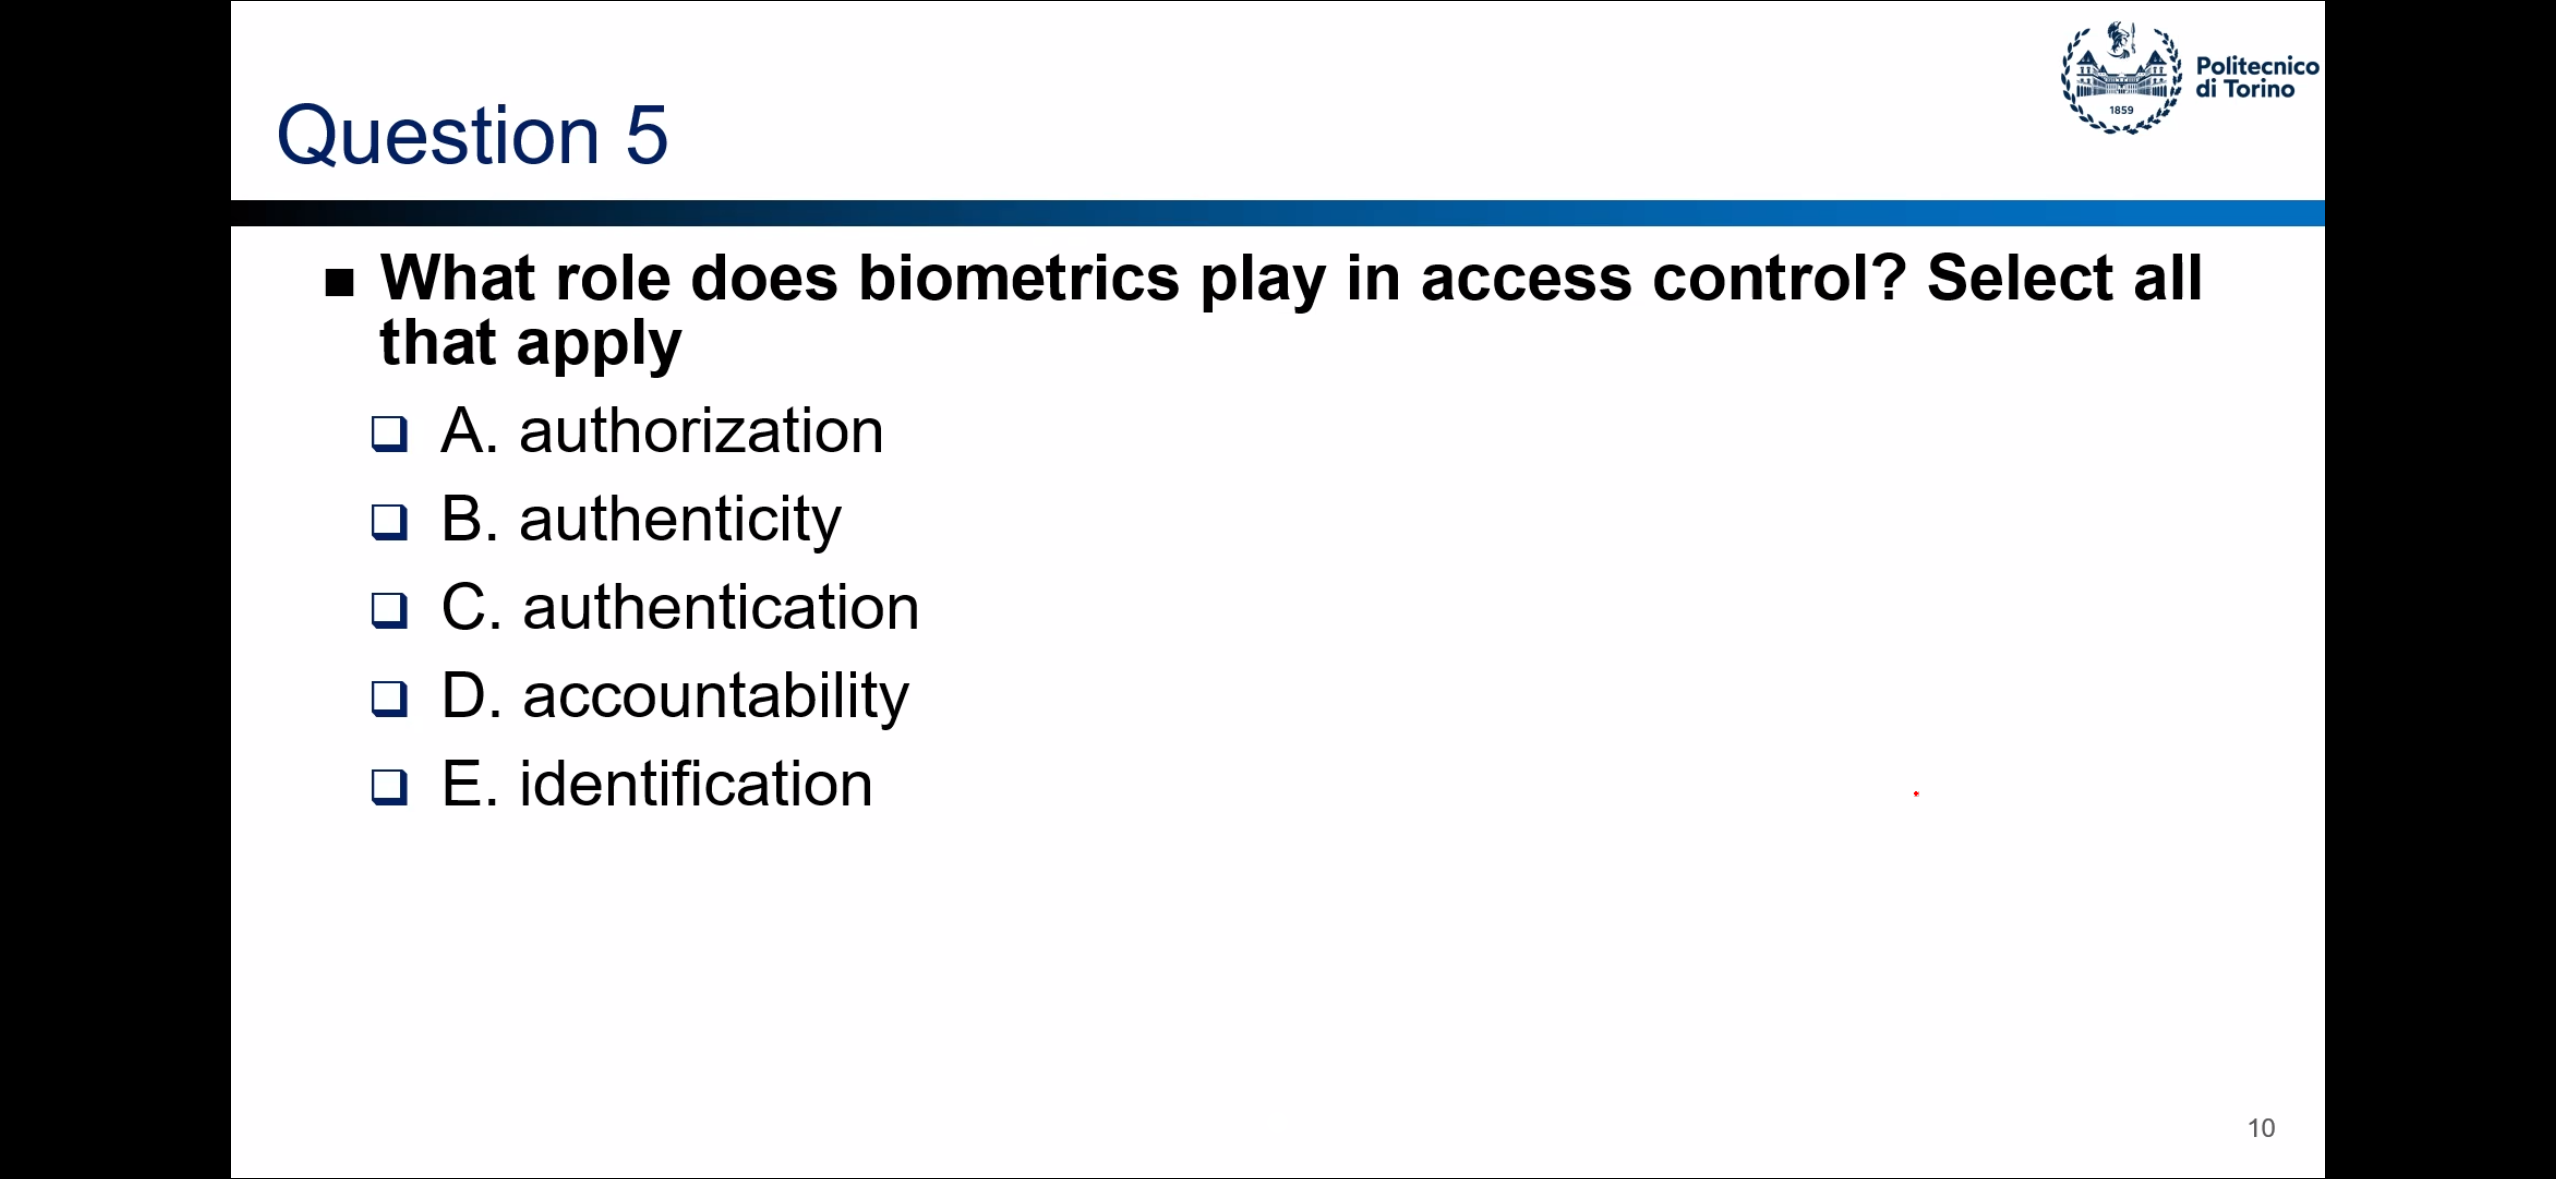 Politecnico
di Torino
1859
Question 5
What role does biometrics play in access control? Select all
that apply
A. authorization
B. authenticity
C. authentication
D. accountability
E. identification
10